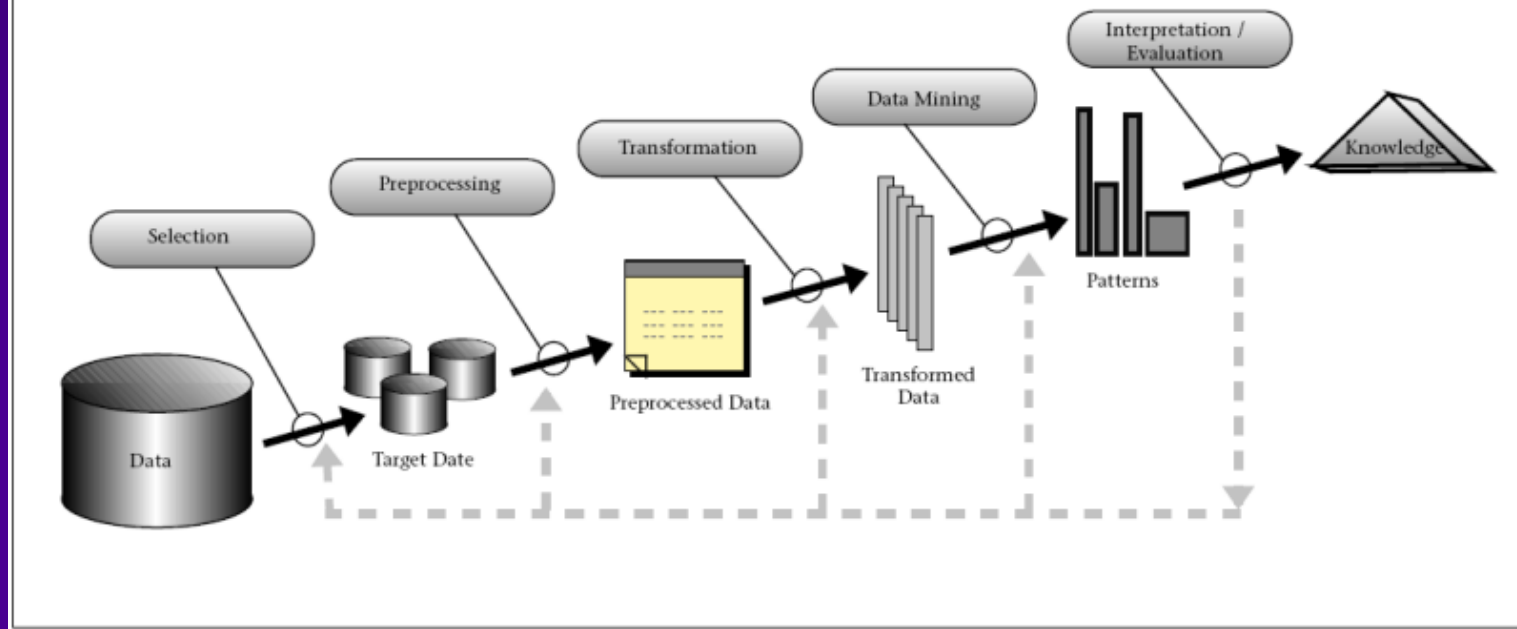 Interpretation /
Evaluation
Data Mining
Transformation
Preprocessing
Selection
Knowledge
Patterns
Transformed
Data
Preprocessed Data
Target Date
Data